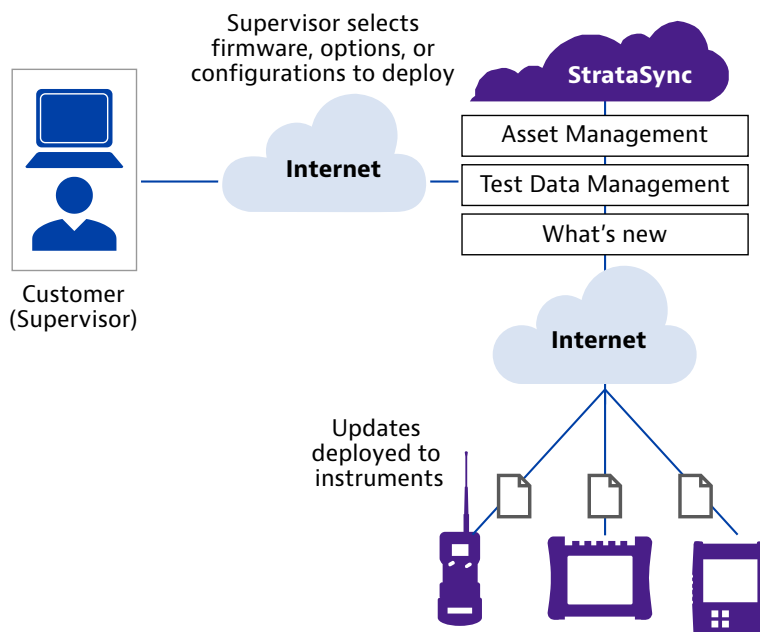 Supervisor selects
firmware, options, or
configurations to deploy
StrataSync
Asset Management
Internet
Test Data Management
What's new
Customer
(Supervisor)
Internet
Updates
deployed to
instruments